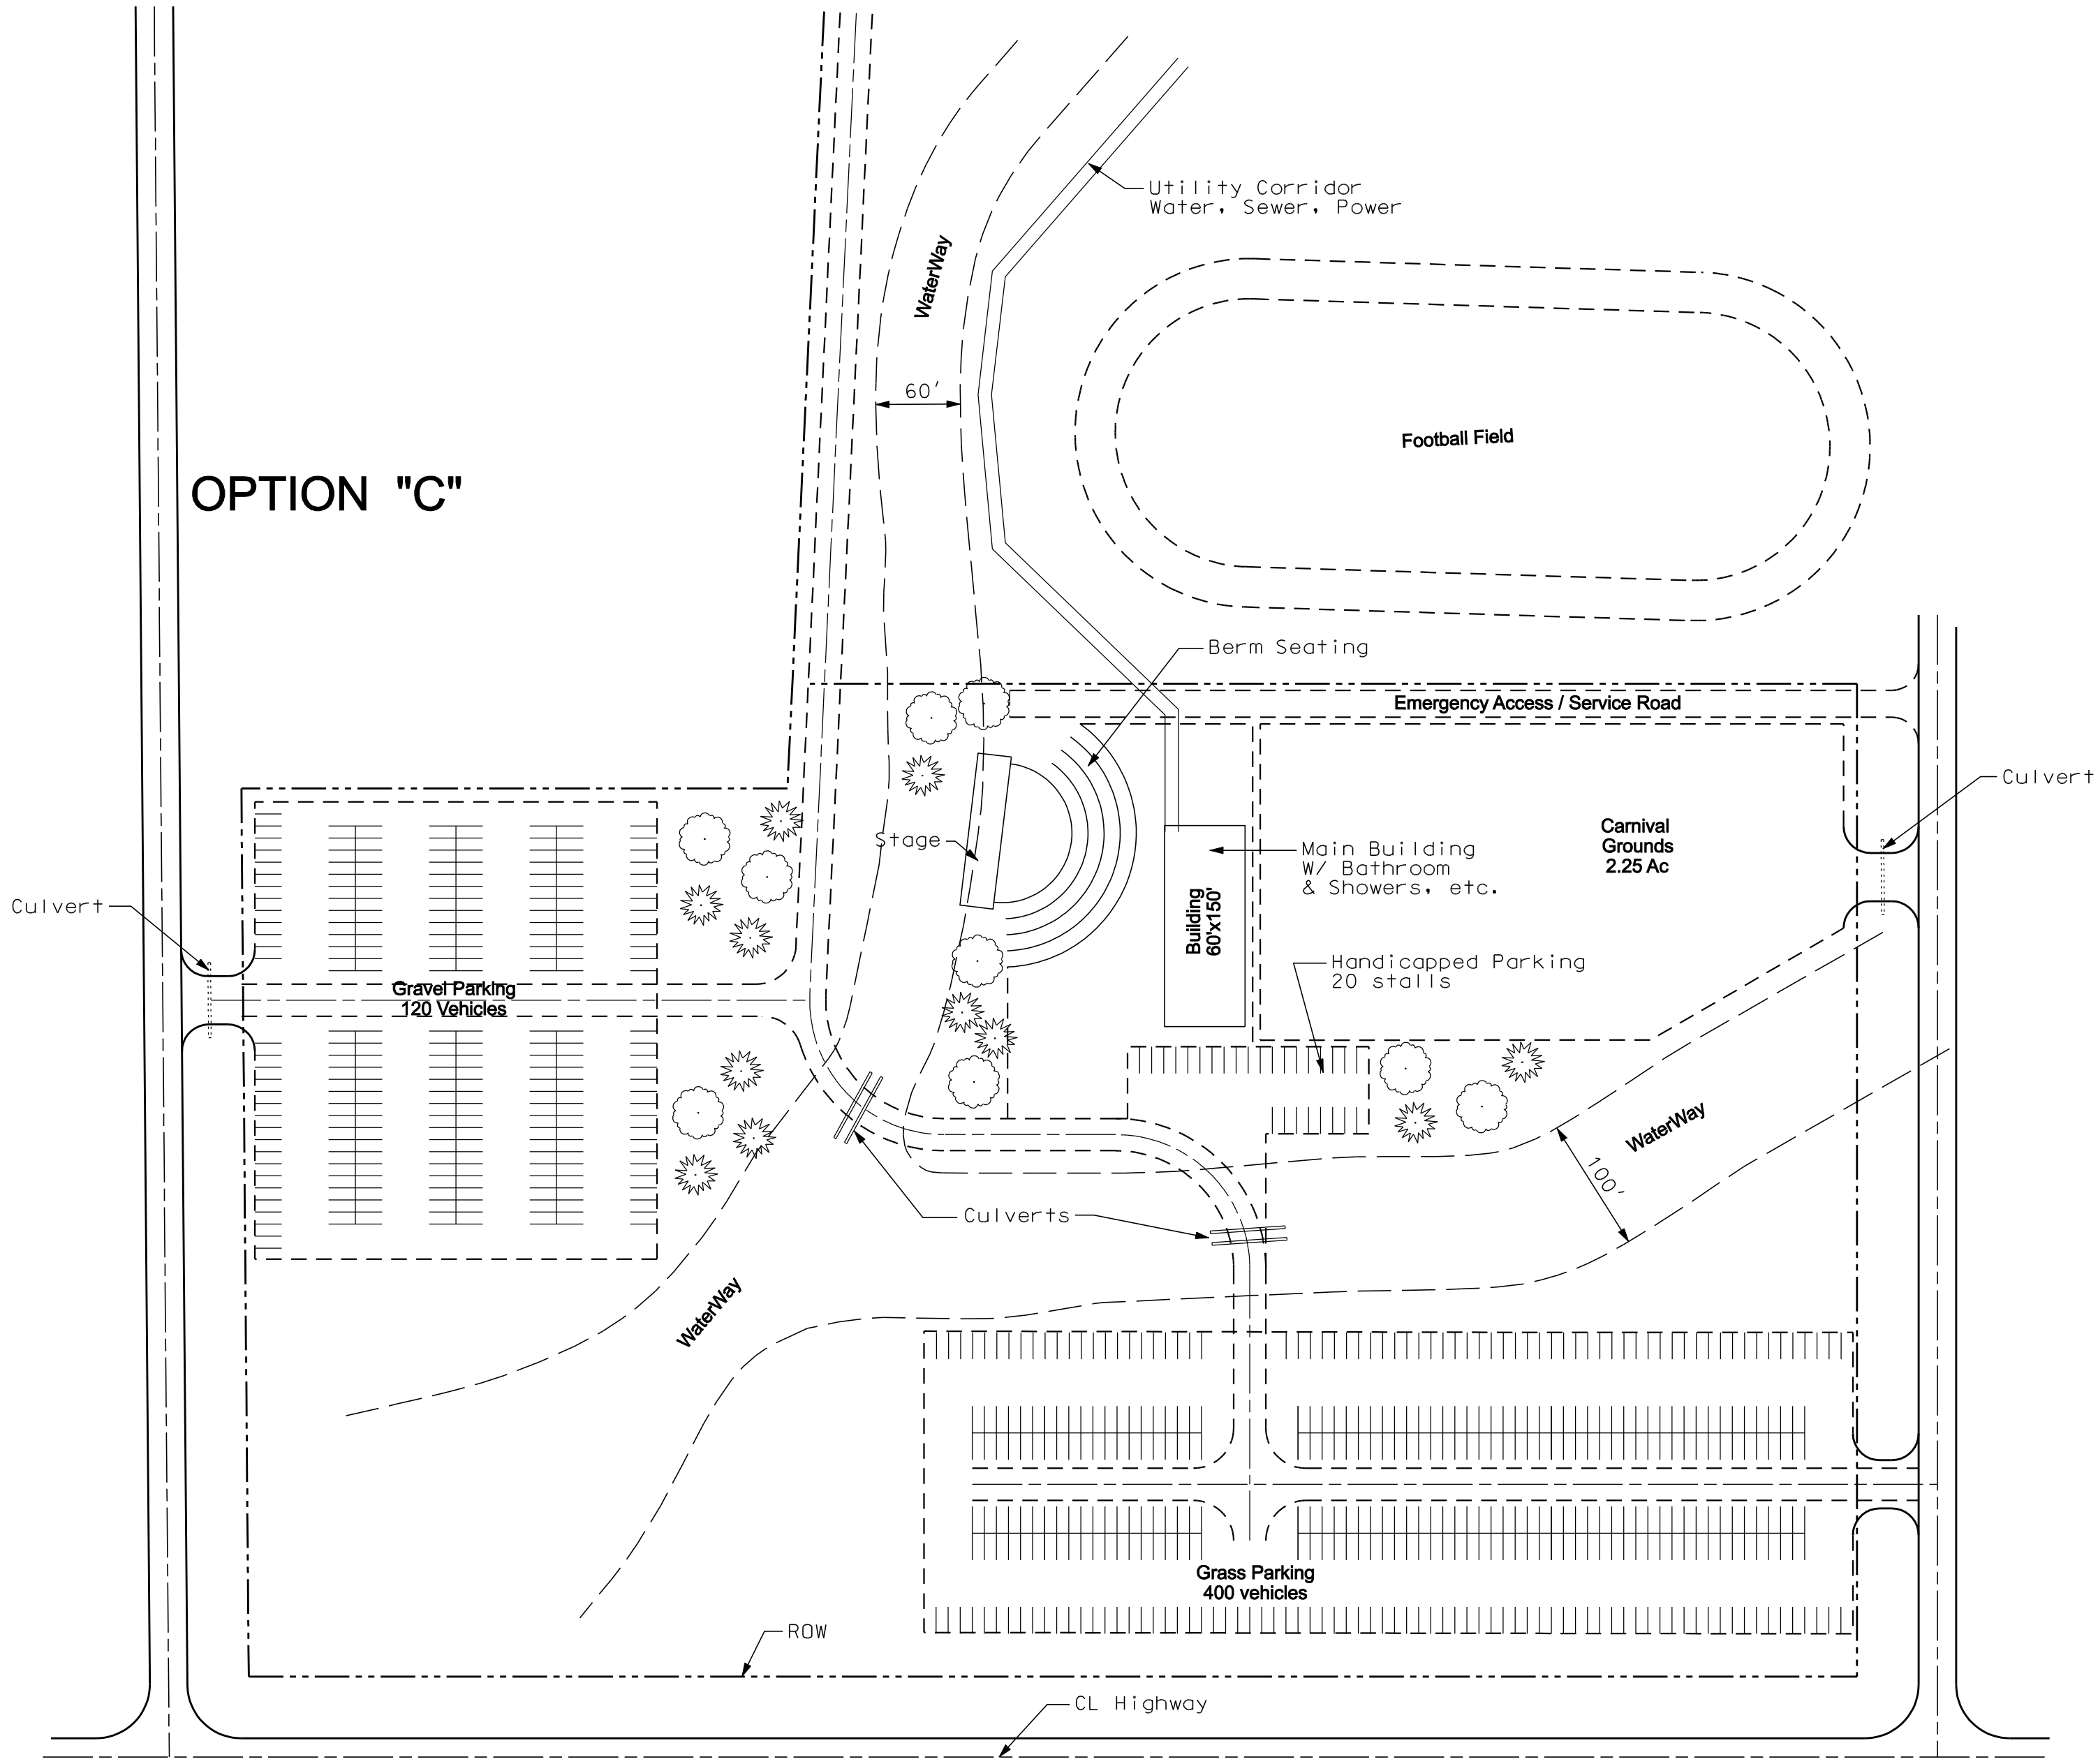 Utility Corridor
Water, Sewer, Power
WaterWay
60'
Football Field
OPTION "C"
Berm Seating
Emergency Access / Service Road
Culvert
Stage
Carnival
Grounds
2.25 Ac
Main Building
W/ Bathroom
& Showers, etc.
Building
60'x150'
Culvert
Handicapped Parking
20 stalls
Gravel Parking
120 Vehicles
WaterWay
100'
Culverts
WaterWay
Grass Parking
400 vehicles
ROW
CL Highway